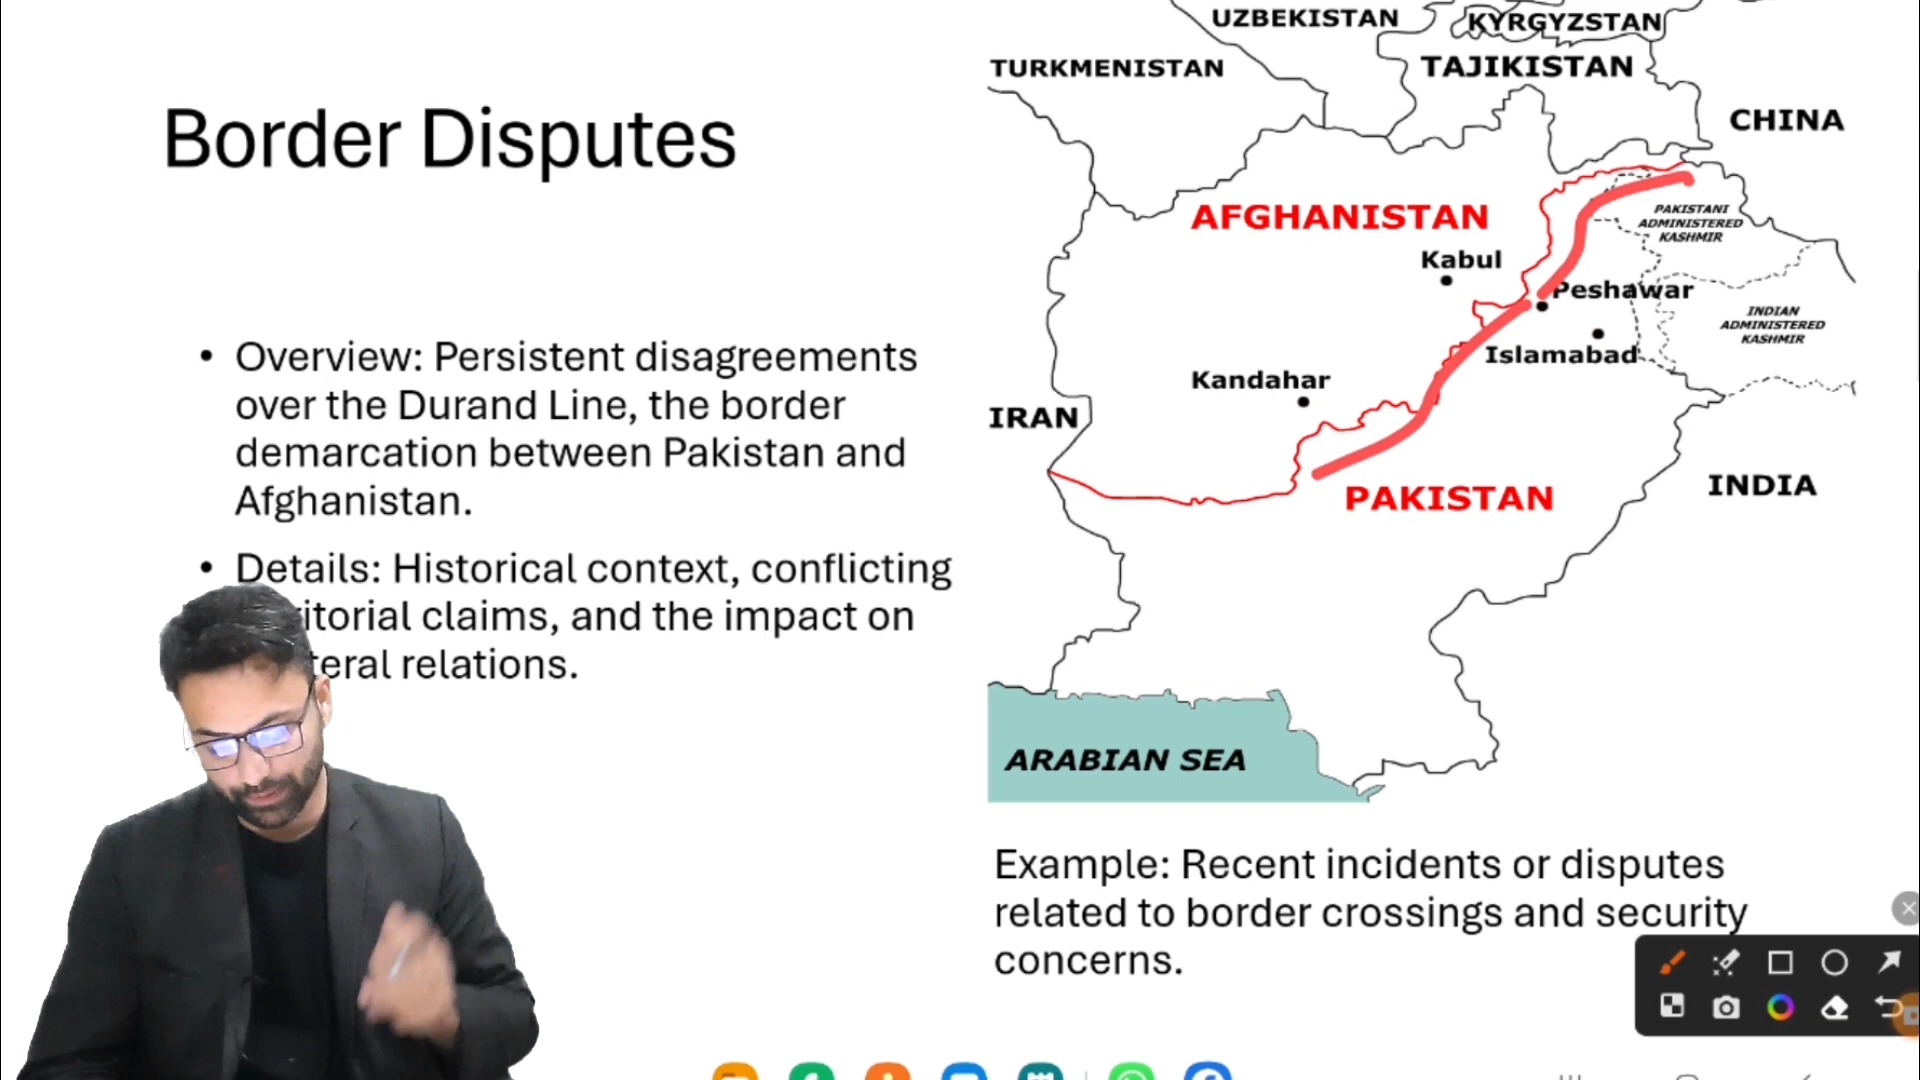 Border Disputes
• Overview: Persistent disagreements
over the Durand Line, the border
demarcation between Pakistan and
Afghanistan.
• Details: Historical context, conflicting
itorial claims, and the impact on
teral relations.
UZBEKISTAN
KYRGYZSTAN
TURKMENISTAN
TAJIKISTAN
CHINA
AFGHANISTAN
PAKISTANI
ADMINISTERED
KASHMIR
Kabul
Peshawar
INDIAN
ADMINISTERED
KASHMIR
Islamabad
Kandahar
IRAN
PAKISTAN
INDIA
ARABIAN SEA
Example: Recent incidents or disputes
related to border crossings and security
concerns.